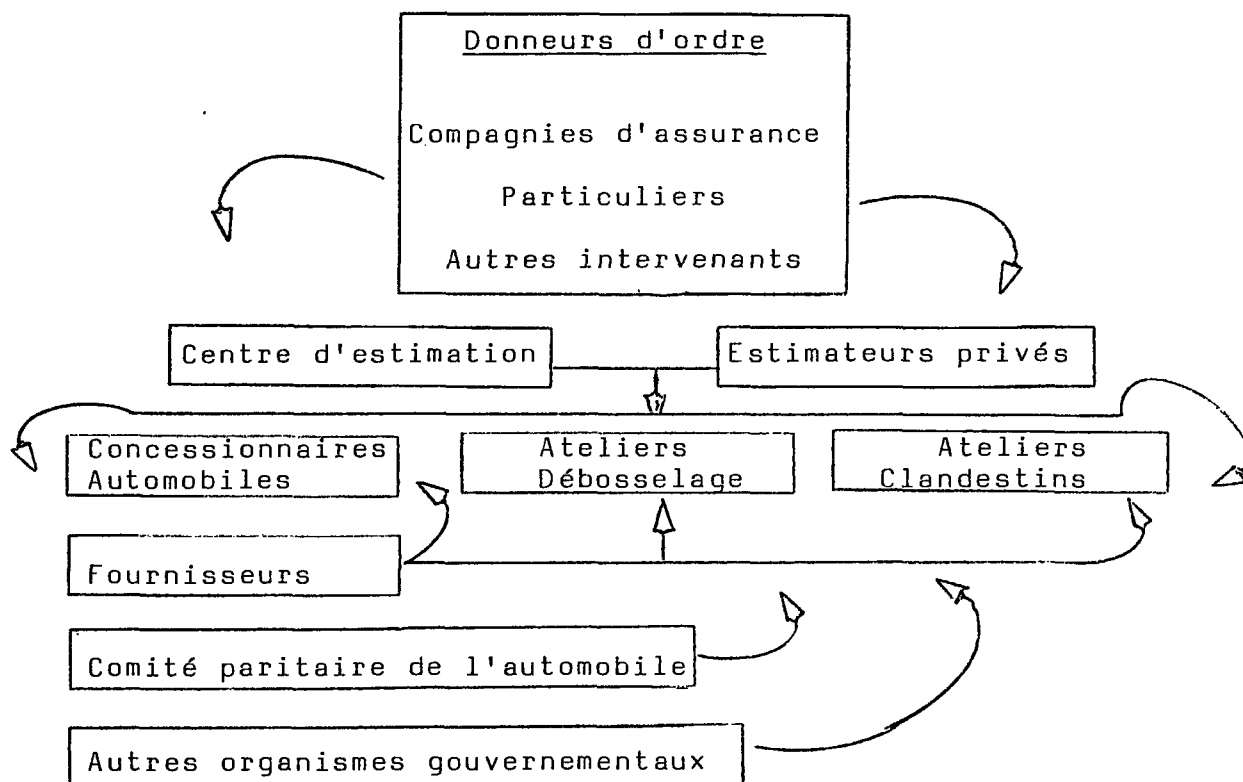 Donneurs d'ordre
Compagnies d'assurance
Particuliers
Autres intervenants
Centre d'estimation
Estimateurs privés
Concessionnaires
Automobiles
Ateliers
Débosselage
Ateliers
Clandestins
Fournisseurs
Comité paritaire de l'automobile
Autres organismes gouvernementaux